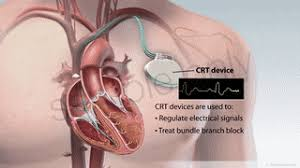 CRT device
CRT devices are used to:
• Regulate electrical signals
• Treat bundle branch block